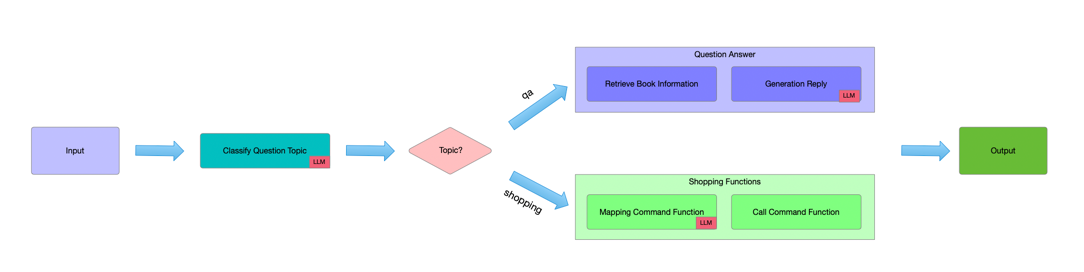 Input
Classify Question Topic
LLM
Topic?
qa
shopping
Question Answer
Retrieve Book Information
Generation Reply
LLM
Shopping Functions
Mapping Command Function
LLM
Call Command Function
Output